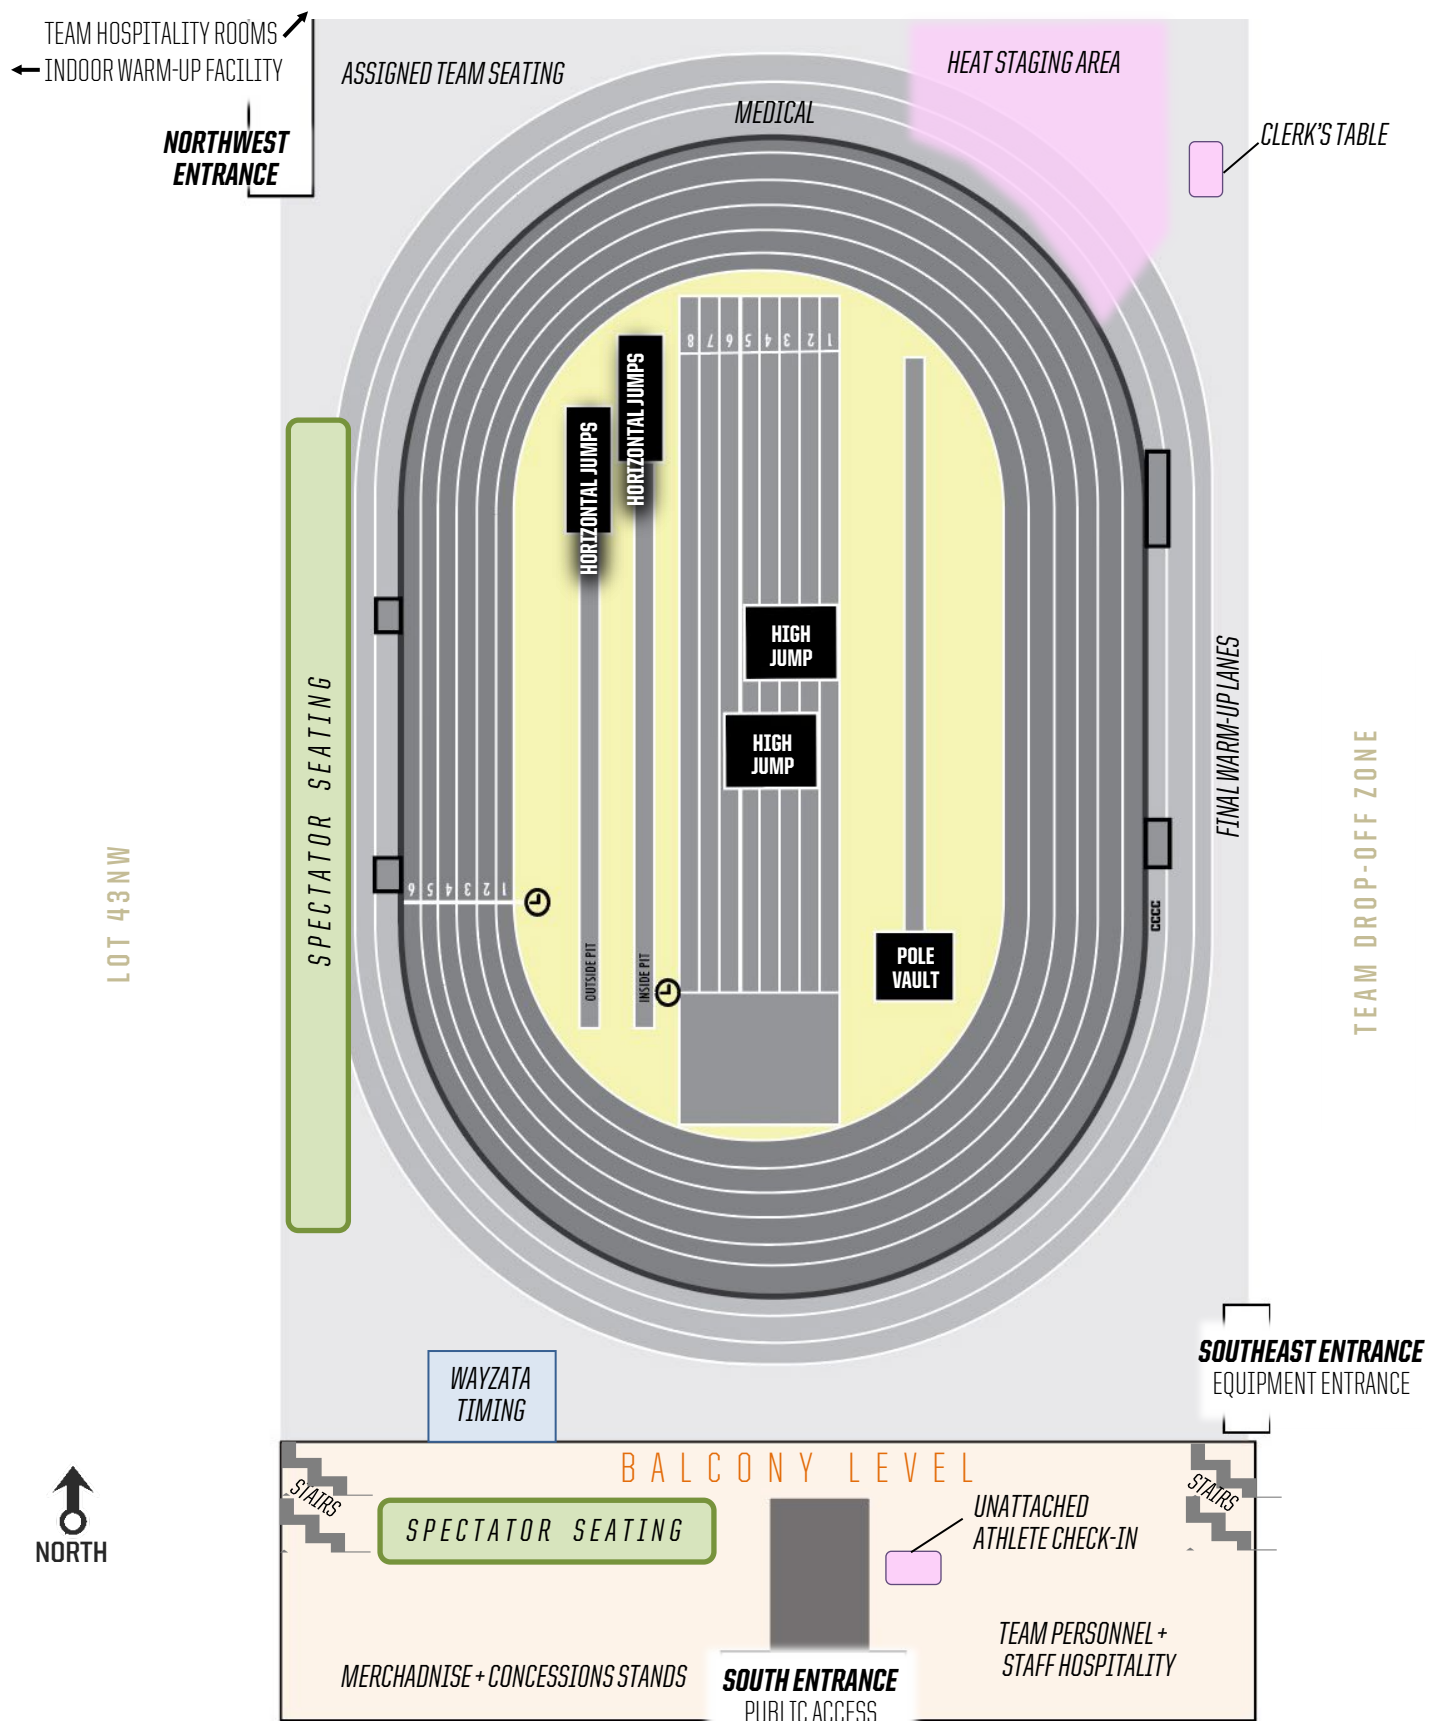 TEAM HOSPITALITY ROOMS
INDOOR WARM-UP FACILITY
ASSIGNED TEAM SEATING
HEAT STAGING AREA
MEDICAL
CLERK'S TABLE
NORTHWEST
ENTRANCE
8 7 6 5 4 3 2 1
HORIZONTAL JUMPS
HORIZONTAL JUMPS
HIGH
JUMP
HIGH
JUMP
FINAL WARM-UP LANES
SPECTATOR SEATING
LOT 43NW
TEAM DROP-OFF ZONE
6 5 4 3 2 1
CCCC
OUTSIDE PIT
INSIDE PIT
POLE
VAULT
SOUTHEAST ENTRANCE
EQUIPMENT ENTRANCE
WAYZATA
TIMING
BALCONY LEVEL
STAIRS
STAIRS
SPECTATOR SEATING
UNATTACHED
ATHLETE CHECK-IN
NORTH
TEAM PERSONNEL +
STAFF HOSPITALITY
MERCHADNISE + CONCESSIONS STANDS
SOUTH ENTRANCE
PUBLIC ACCESS